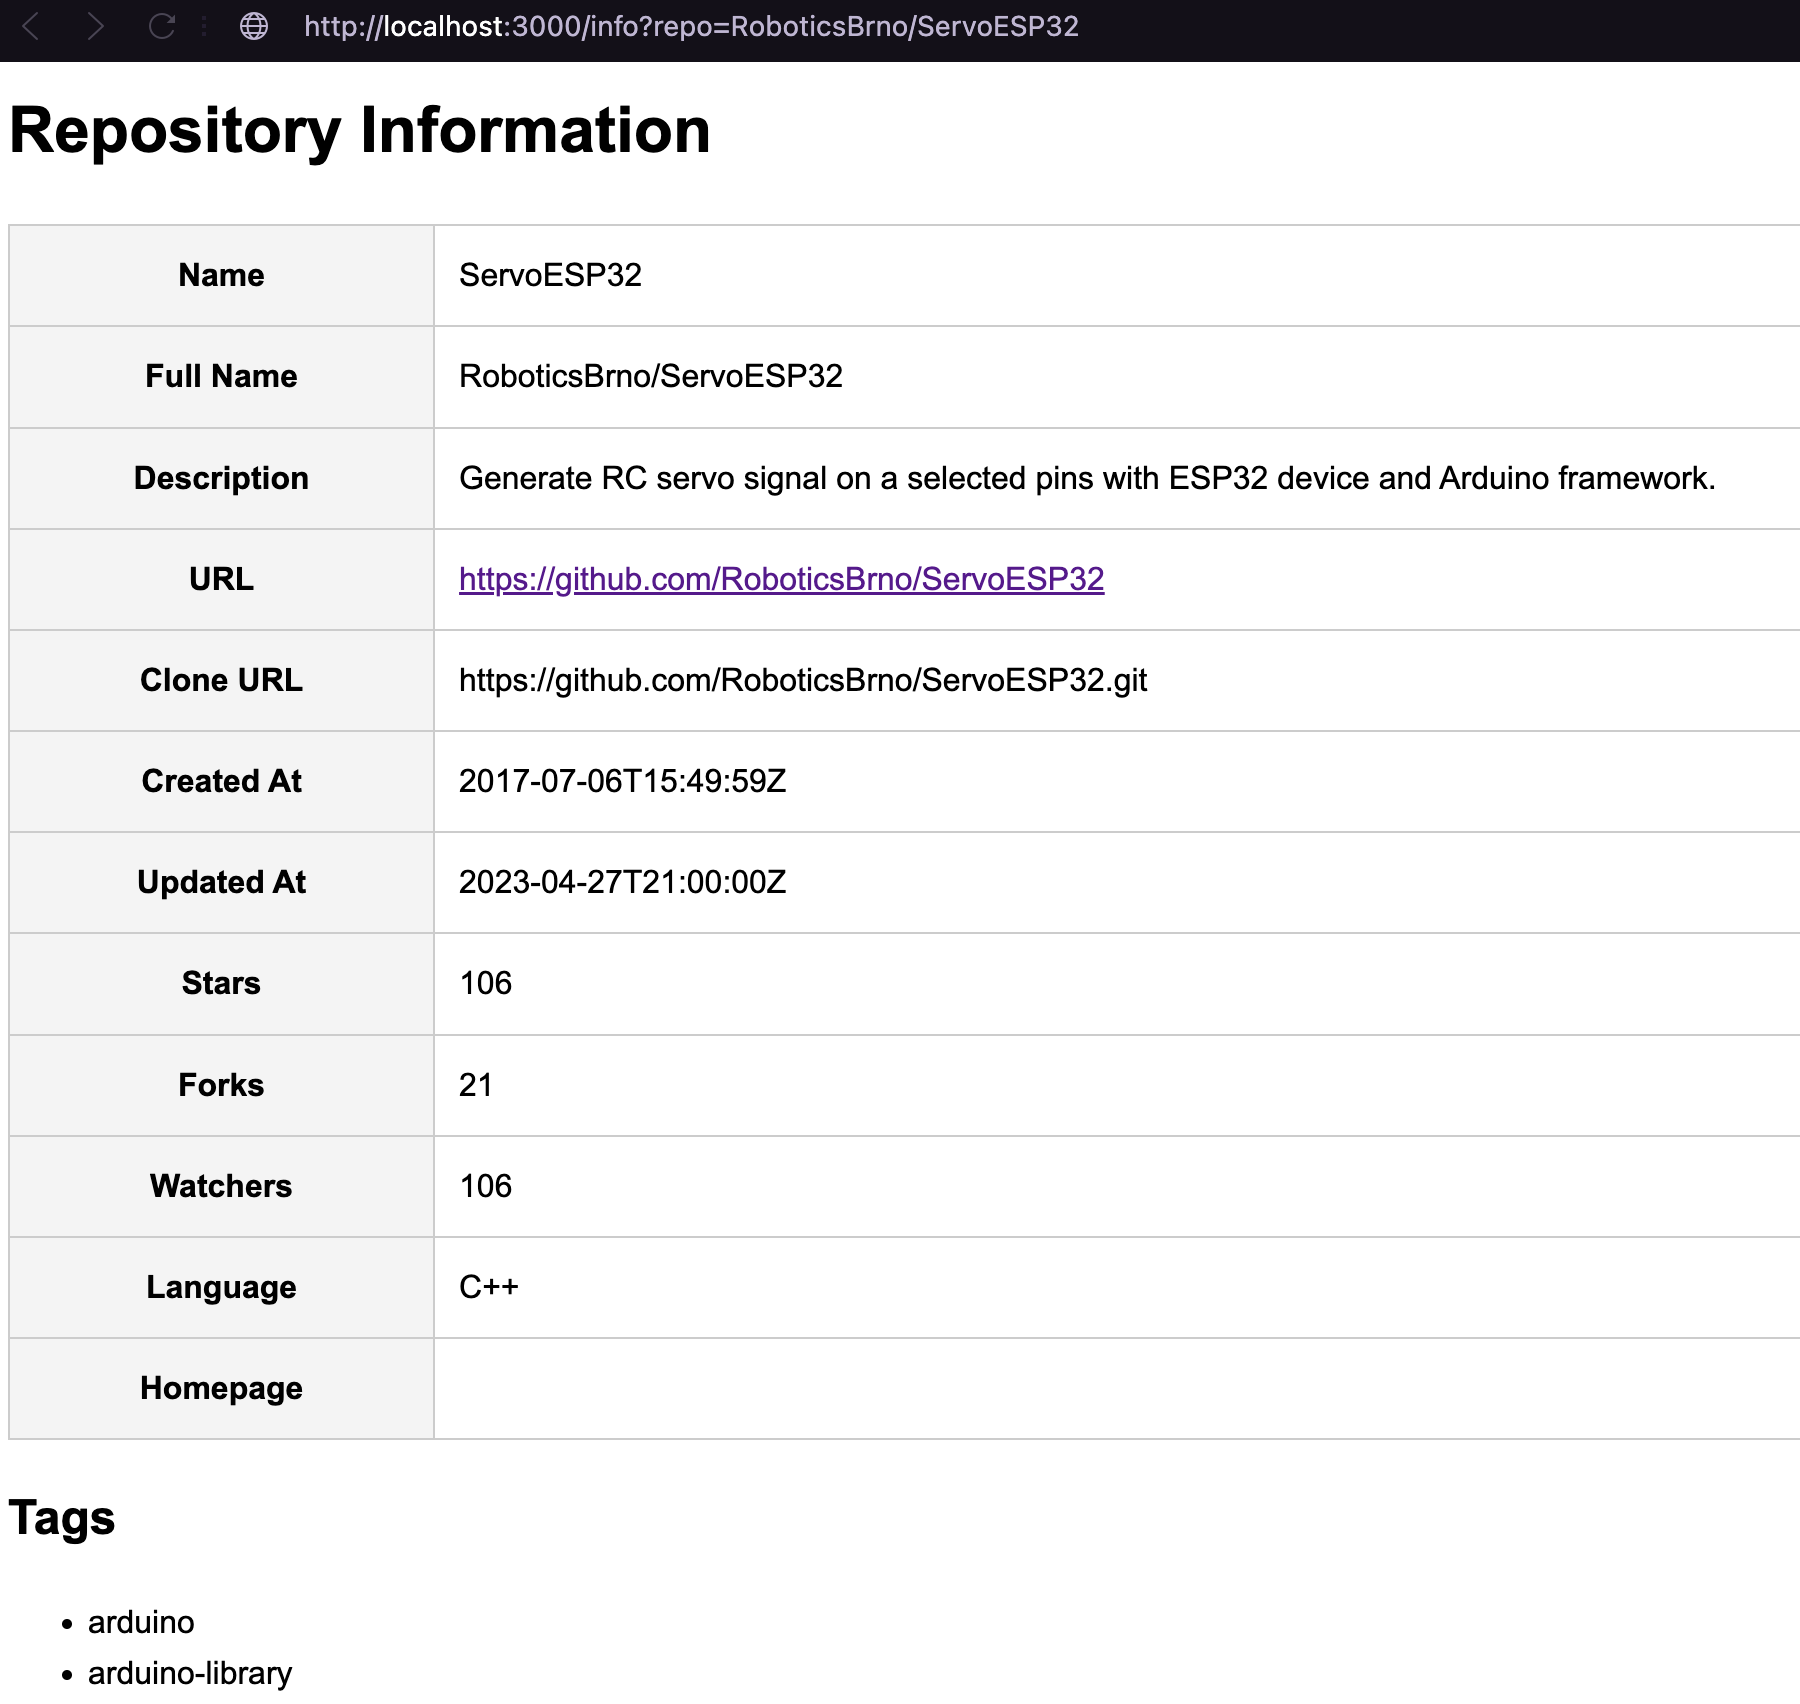 http://localhost:3000/info?repo=RoboticsBrno/ServoESP32
Repository Information
Name ServoESP32
Full Name RoboticsBrno/ServoESP32
Description Generate RC servo signal on a selected pins with ESP32 device and Arduino framework.
URL https://github.com/RoboticsBrno/ServoESP32
Clone URL https://github.com/RoboticsBrno/ServoESP32.git
Created At 2017-07-06T15:49:59Z
Updated At 2023-04-27T21:00:00Z
Stars 106
Forks 21
Watchers 106
Language C++
Homepage
Tags
arduino
arduino-library